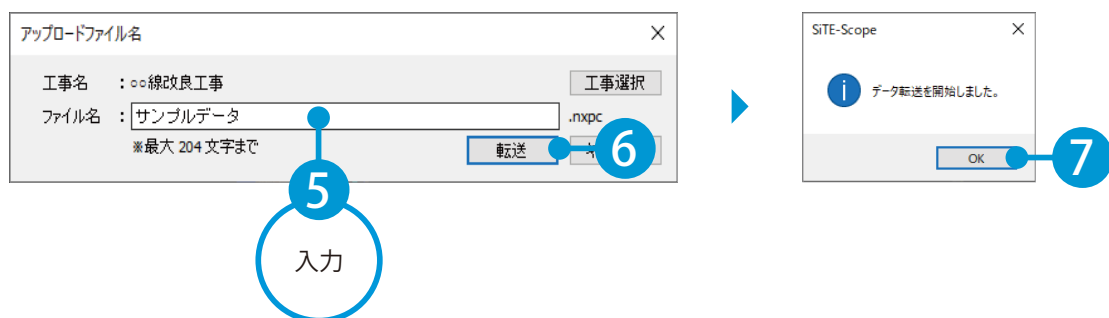 アップロードファイル名
工事名 :○○線改良工事 工事選択
ファイル名 : サンプルデータ .nxpc
※最大 204 文字まで 転送
5
6
入力
SiTE-Scope
データ転送を開始しました。
OK
7